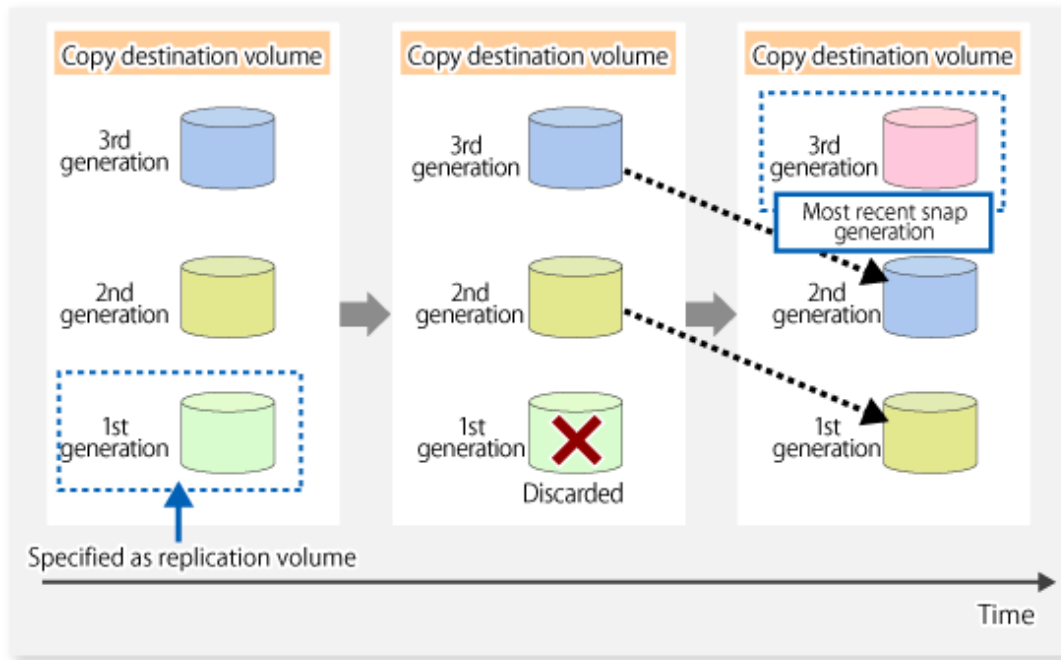 Copy destination volume
3rd
generation
2nd
generation
1st
generation
Specified as replication volume
Copy destination volume
3rd
generation
2nd
generation
1st
generation
Discarded
Copy destination volume
3rd
generation
Most recent snap
generation
2nd
generation
1st
generation
Time